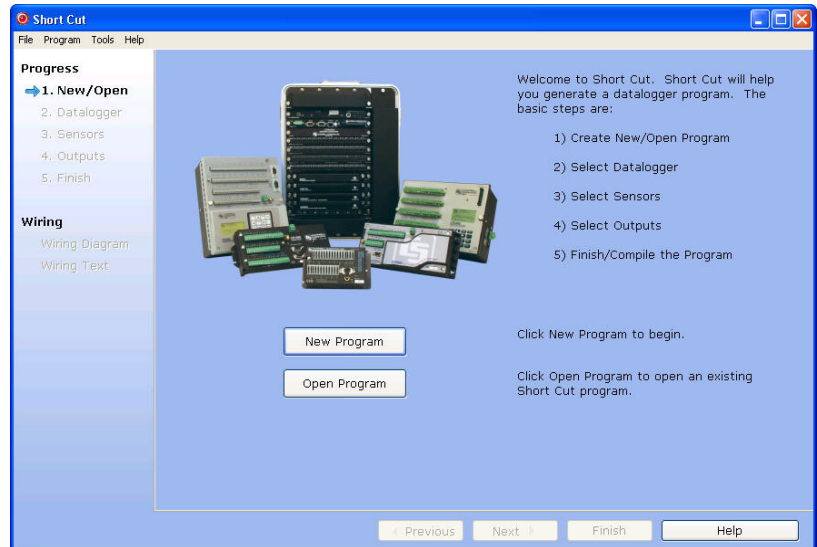 Short Cut
File Program Tools Help
Progress
1. New/Open
2. Datalogger
3. Sensors
4. Outputs
5. Finish
Wiring
Wiring Diagram
Wiring Text
Welcome to Short Cut. Short Cut will help
you generate a datalogger program. The
basic steps are:
1) Create New/Open Program
2) Select Datalogger
3) Select Sensors
4) Select Outputs
5) Finish/Compile the Program
New Program
Click New Program to begin.
Open Program
Click Open Program to open an existing
Short Cut program.
Previous
Next
Finish
Help